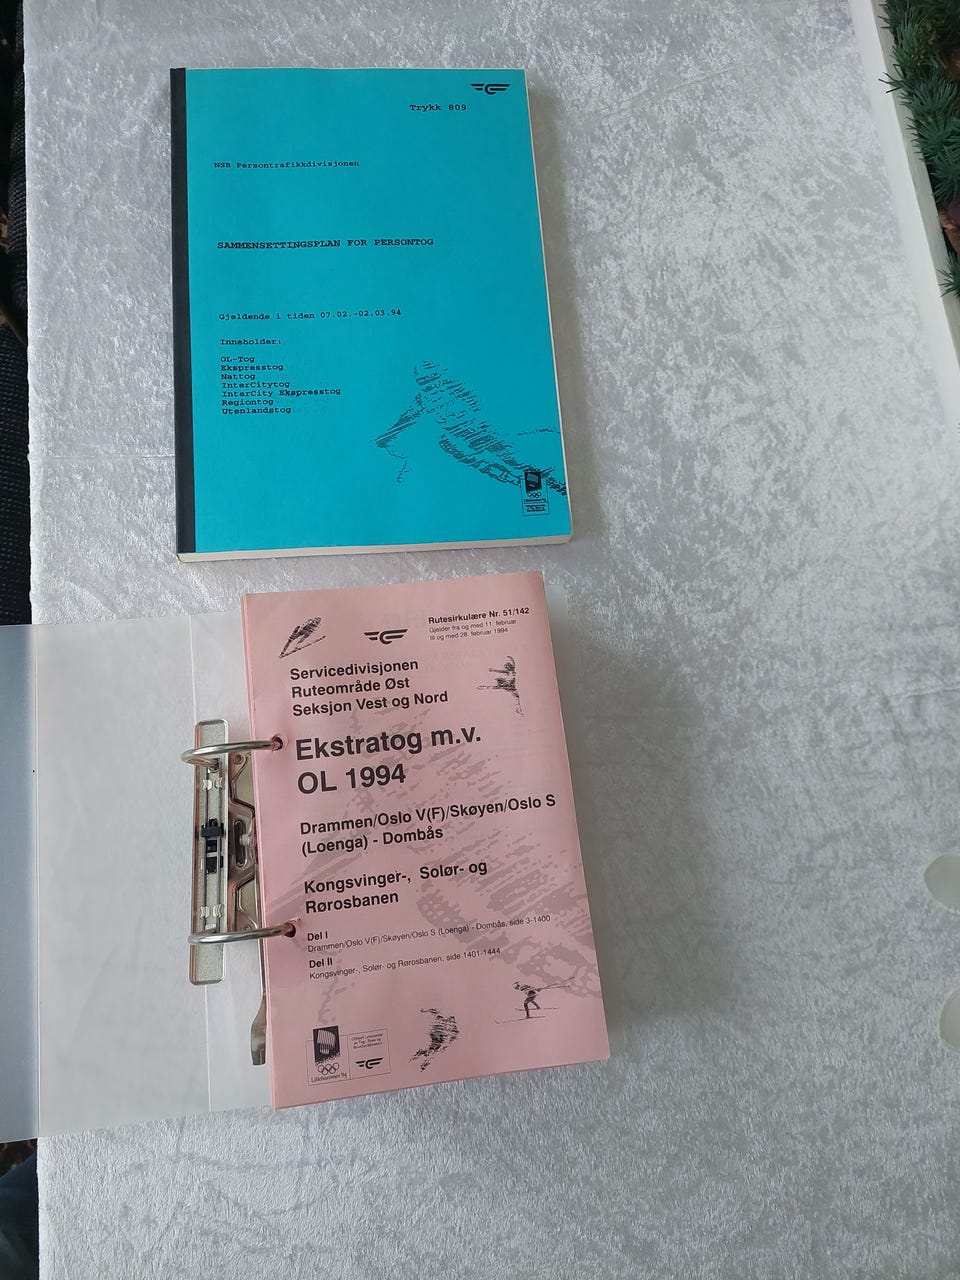 Trykk 809
NSB Persontrafikkdivisjonen
SAMMENSETTINGSPLAN FOR PERSONTOG
Gjeldende i tiden 07.02.-02.03.94
Inneholder:
OL-Tog
Ekspresstog
Nattog
InterCitytog
InterCity Ekspresstog
Regiontog
Utenlandstog
Rutesirkulære Nr. 51/142
Gjelder fra og med 11. februar
til og med 28. februar 1994
Servicedivisjonen
Ruteområde Øst
Seksjon Vest og Nord
Ekstratog m.v.
OL 1994
Drammen/Oslo V(F)/Skøyen/Oslo S
(Loenga) - Dombås
Kongsvinger-, Solør- og
Rørosbanen
Del I
Drammen/Oslo V(F)/Skøyen/Oslo S (Loenga) - Dombås, side 3-1400
Del II
Kongsvinger-, Solør- og Rørosbanen, side 1401-1444
Lillehammer '94